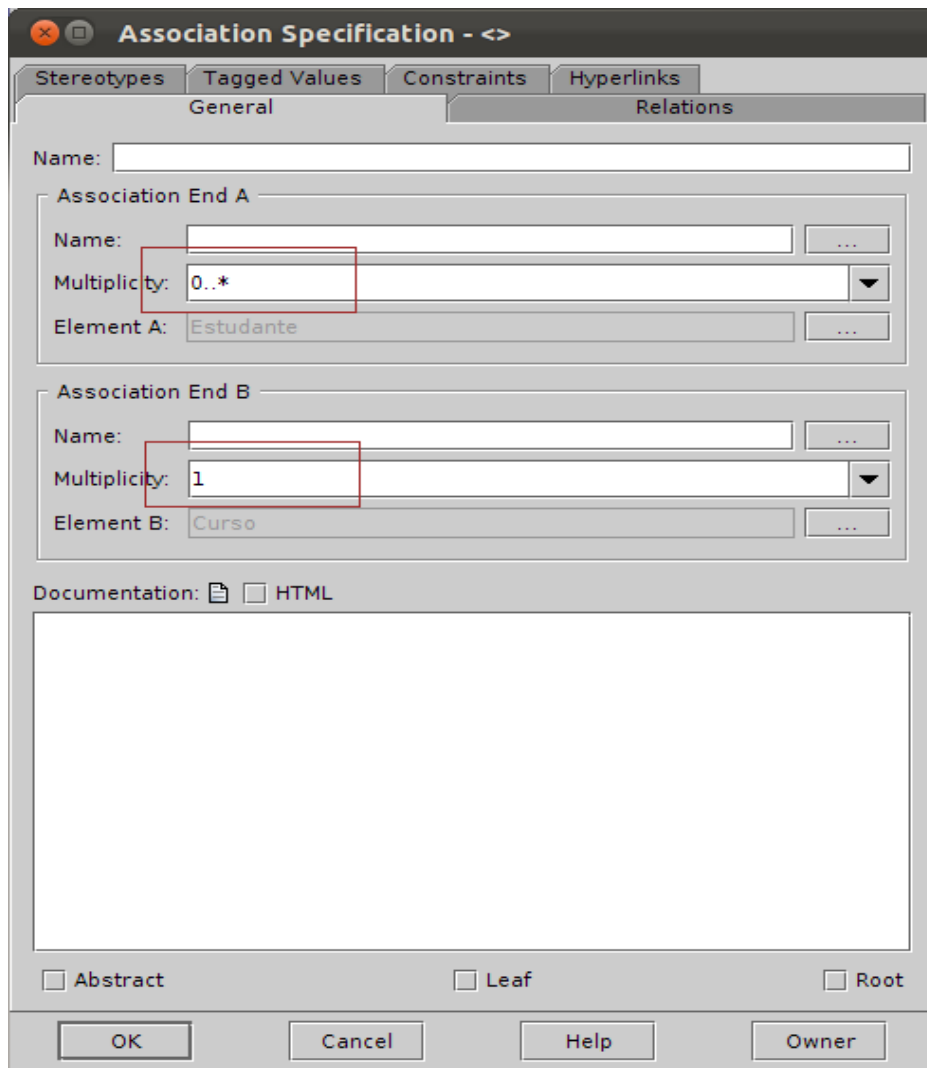 Association Specification - <>
Stereotypes Tagged Values Constraints Hyperlinks
General Relations
Name:
Association End A
Name: ...
Multiplicity: 0..*
Element A: Estudante ...
Association End B
Name: ...
Multiplicity: 1
Element B: Curso ...
Documentation: HTML
Abstract Leaf Root
OK Cancel Help Owner